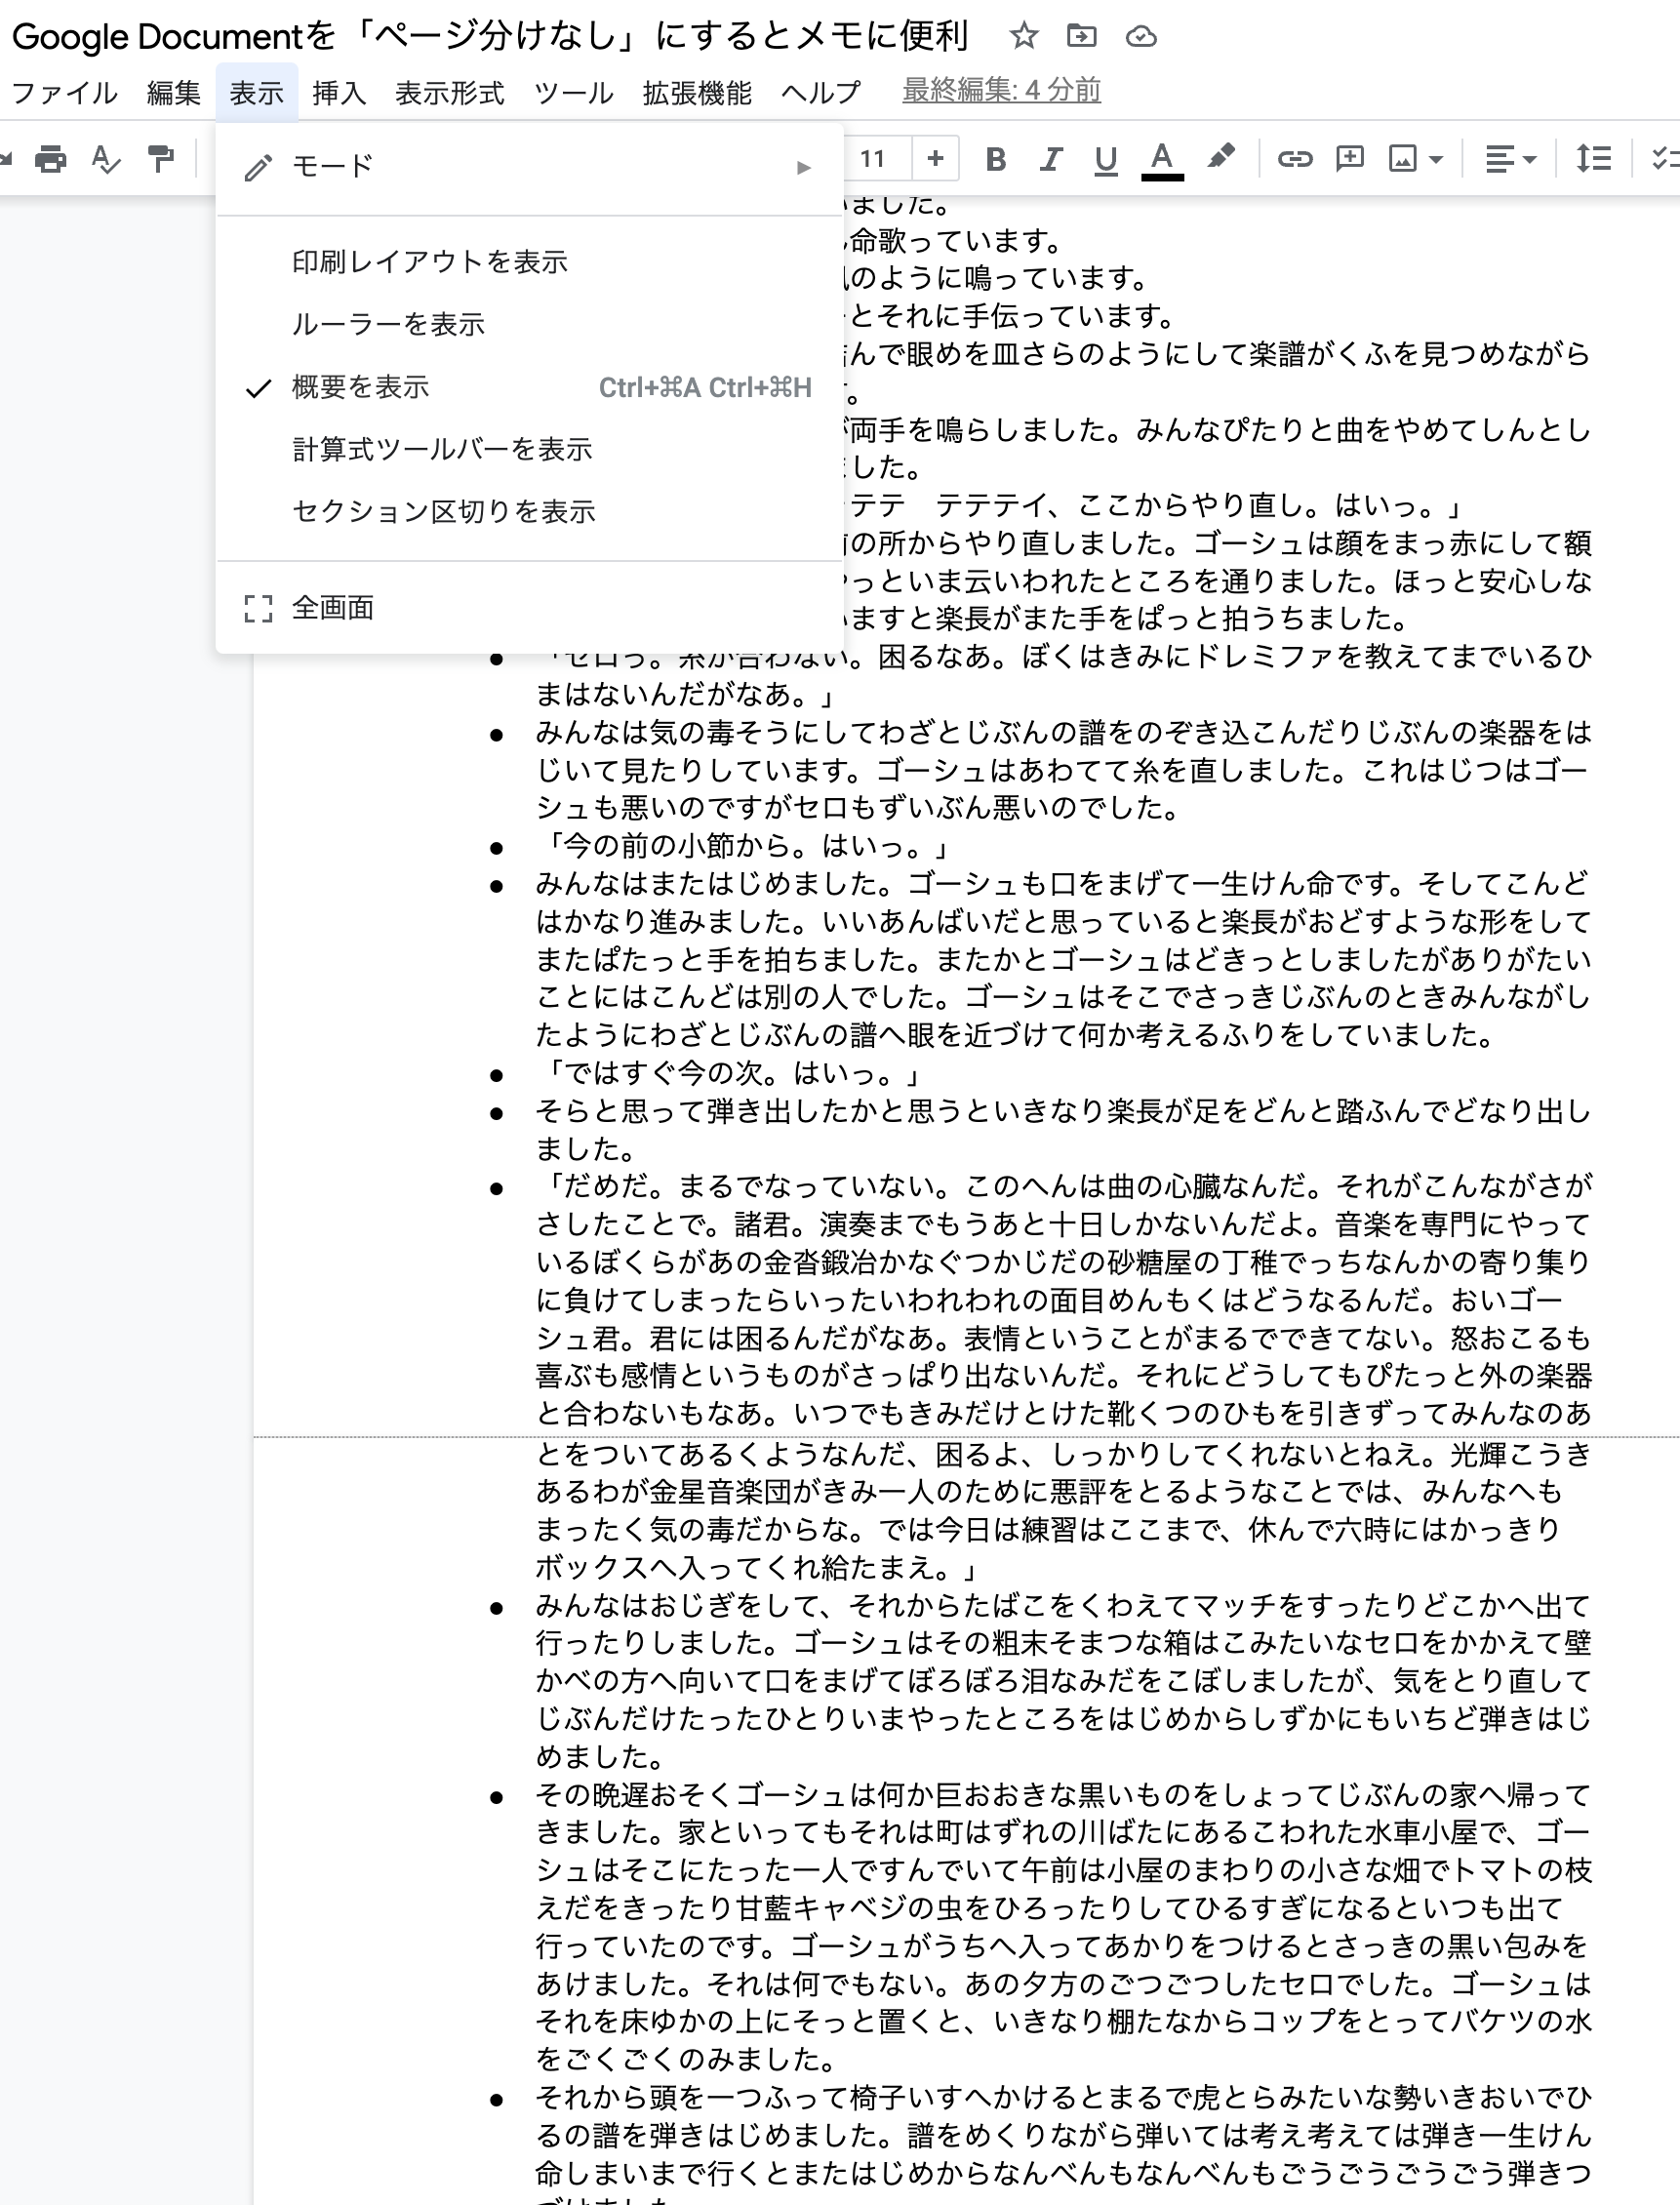 Google Documentを「ページ分けなし」にするとメモに便利
ファイル 編集 表示 挿入 表示形式 ツール 拡張機能 ヘルプ 最終編集: 4 分前
11 + B I U A
モード
印刷レイアウトを表示
ルーラーを表示
概要を表示 Ctrl+⌘A Ctrl+⌘H
計算式ツールバーを表示
セクション区切りを表示
全画面
いました。
命歌っています。
のように鳴っています。
とそれに手伝っています。
んで眼めを皿さらのようにして楽譜がくふを見つめながら
。
両手を鳴らしました。みんなぴたりと曲をやめてしんとし
ました。
テテ　テテテイ、ここからやり直し。はいっ。」
の所からやり直しました。ゴーシュは顔をまっ赤にして額
やっといま云いわれたところを通りました。ほっと安心しな
いますと楽長がまた手をぱっと拍うちました。
「セロっ。糸が合わない。困るなあ。ぼくはきみにドレミファを教えてまでいるひ
まはないんだがなあ。」
みんなは気の毒そうにしてわざとじぶんの譜をのぞき込こんだりじぶんの楽器をは
じいて見たりしています。ゴーシュはあわてて糸を直しました。これはじつはゴー
シュも悪いのですがセロもずいぶん悪いのでした。
「今の前の小節から。はいっ。」
みんなはまたはじめました。ゴーシュも口をまげて一生けん命です。そしてこんど
はかなり進みました。いいあんばいだと思っていると楽長がおどすような形をして
またぱたっと手を拍ちました。またかとゴーシュはどきっとしましたがありがたい
ことにはこんどは別の人でした。ゴーシュはそこでさっきじぶんのときみんながし
たようにわざとじぶんの譜へ眼を近づけて何か考えるふりをしていました。
「ではすぐ今の次。はいっ。」
そらと思って弾き出したかと思うといきなり楽長が足をどんと踏ふんでどなり出し
ました。
「だめだ。まるでなっていない。このへんは曲の心臓なんだ。それがこんながさが
さしたことで。諸君。演奏までもうあと十日しかないんだよ。音楽を専門にやって
いるぼくらがあの金沓鍛冶かなぐつかじだの砂糖屋の丁稚でっちなんかの寄り集り
に負けてしまったらいったいわれわれの面目めんもくはどうなるんだ。おいゴー
シュ君。君には困るんだがなあ。表情ということがまるでできてない。怒おこるも
喜ぶも感情というものがさっぱり出ないんだ。それにどうしてもぴたっと外の楽器
と合わないもなあ。いつでもきみだけとけた靴くつのひもを引きずってみんなのあ
とをついてあるくようなんだ、困るよ、しっかりしてくれないとねえ。光輝こうき
あるわが金星音楽団がきみ一人のために悪評をとるようなことでは、みんなへも
まったく気の毒だからな。では今日は練習はここまで、休んで六時にはかっきり
ボックスへ入ってくれ給たまえ。」
みんなはおじぎをして、それからたばこをくわえてマッチをすったりどこかへ出て
行ったりしました。ゴーシュはその粗末そまつな箱はこみたいなセロをかかえて壁
かべの方へ向いて口をまげてぼろぼろ泪なみだをこぼしましたが、気をとり直して
じぶんだけたったひとりいまやったところをはじめからしずかにもいちど弾きはじ
めました。
その晩遅おそくゴーシュは何か巨おおきな黒いものをしょってじぶんの家へ帰って
きました。家といってもそれは町はずれの川ばたにあるこわれた水車小屋で、ゴー
シュはそこにたった一人ですんでいて午前は小屋のまわりの小さな畑でトマトの枝
えだをきったり甘藍キャベジの虫をひろったりしてひるすぎになるといつも出て
行っていたのです。ゴーシュがうちへ入ってあかりをつけるとさっきの黒い包みを
あけました。それは何でもない。あの夕方のごつごつしたセロでした。ゴーシュは
それを床ゆかの上にそっと置くと、いきなり棚たなからコップをとってバケツの水
をごくごくのみました。
それから頭を一つふって椅子いすへかけるとまるで虎とらみたいな勢いきおいでひ
るの譜を弾きはじめました。譜をめくりながら弾いては考え考えては弾き一生けん
命しまいまで行くとまたはじめからなんべんもなんべんもごうごうごうごう弾きつ
づけました